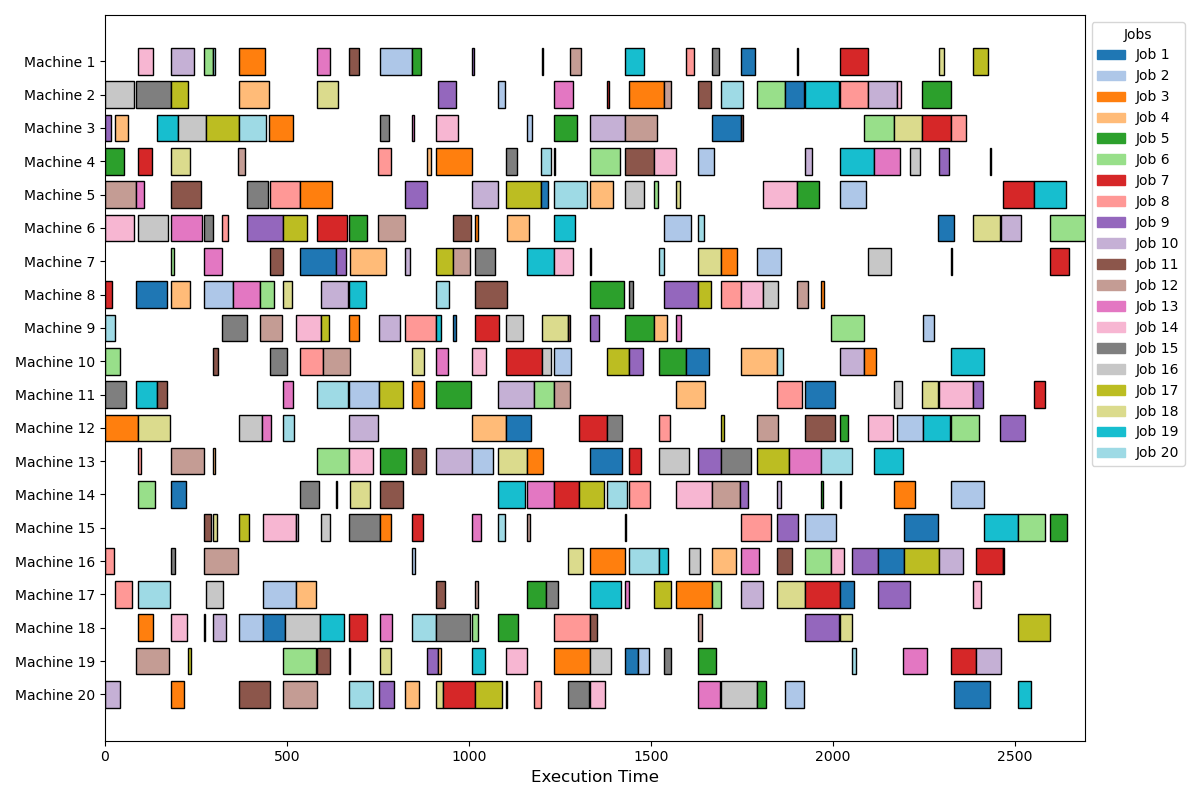 Machine 1
Machine 2
Machine 3
Machine 4
Machine 5
Machine 6
Machine 7
Machine 8
Machine 9
Machine 10
Machine 11
Machine 12
Machine 13
Machine 14
Machine 15
Machine 16
Machine 17
Machine 18
Machine 19
Machine 20
0 500 1000 1500 2000 2500
Execution Time
Jobs
Job 1
Job 2
Job 3
Job 4
Job 5
Job 6
Job 7
Job 8
Job 9
Job 10
Job 11
Job 12
Job 13
Job 14
Job 15
Job 16
Job 17
Job 18
Job 19
Job 20